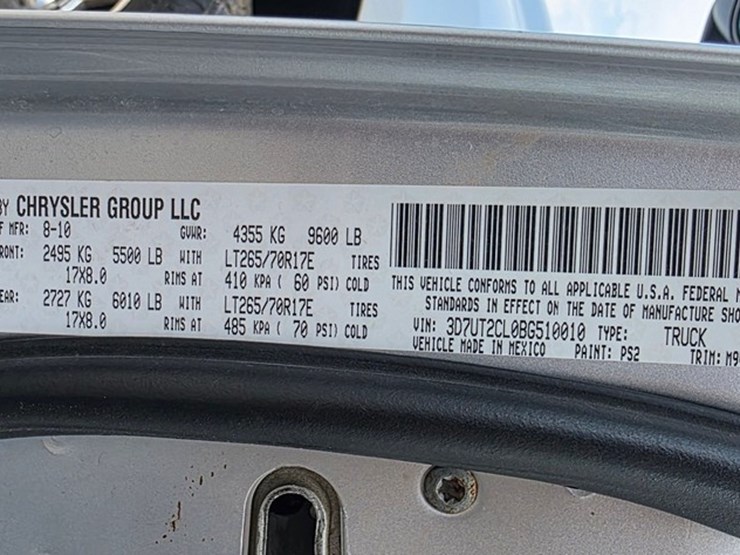 BY CHRYSLER GROUP LLC
F MFR: 8-10 GVWR: 4355 KG 9600 LB
RONT: 2495 KG 5500 LB WITH LT265/70R17E TIRES
17X8.0 RIMS AT 410 KPA ( 60 PSI) COLD
EAR: 2727 KG 6010 LB WITH LT265/70R17E TIRES
17X8.0 RIMS AT 485 KPA ( 70 PSI) COLD
THIS VEHICLE CONFORMS TO ALL APPLICABLE U.S.A. FEDERAL M
STANDARDS IN EFFECT ON THE DATE OF MANUFACTURE SHO
VIN: 3D7UT2CL0BG510010 TYPE: TRUCK
VEHICLE MADE IN MEXICO PAINT: PS2 TRIM: M9